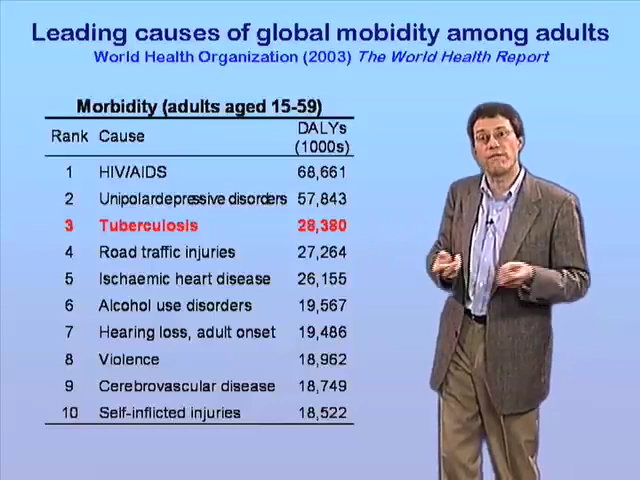 Leading causes of global mobidity among adults
World Health Organization (2003) The World Health Report
Morbidity (adults aged 15-59)
Rank Cause DALYs (1000s)
1 HIV/AIDS 68,661
2 Unipolardepressive disorders 57,843
3 Tuberculosis 28,380
4 Road traffic injuries 27,264
5 Ischaemic heart disease 26,155
6 Alcohol use disorders 19,567
7 Hearing loss, adult onset 19,486
8 Violence 18,962
9 Cerebrovascular disease 18,749
10 Self-inflicted injuries 18,522